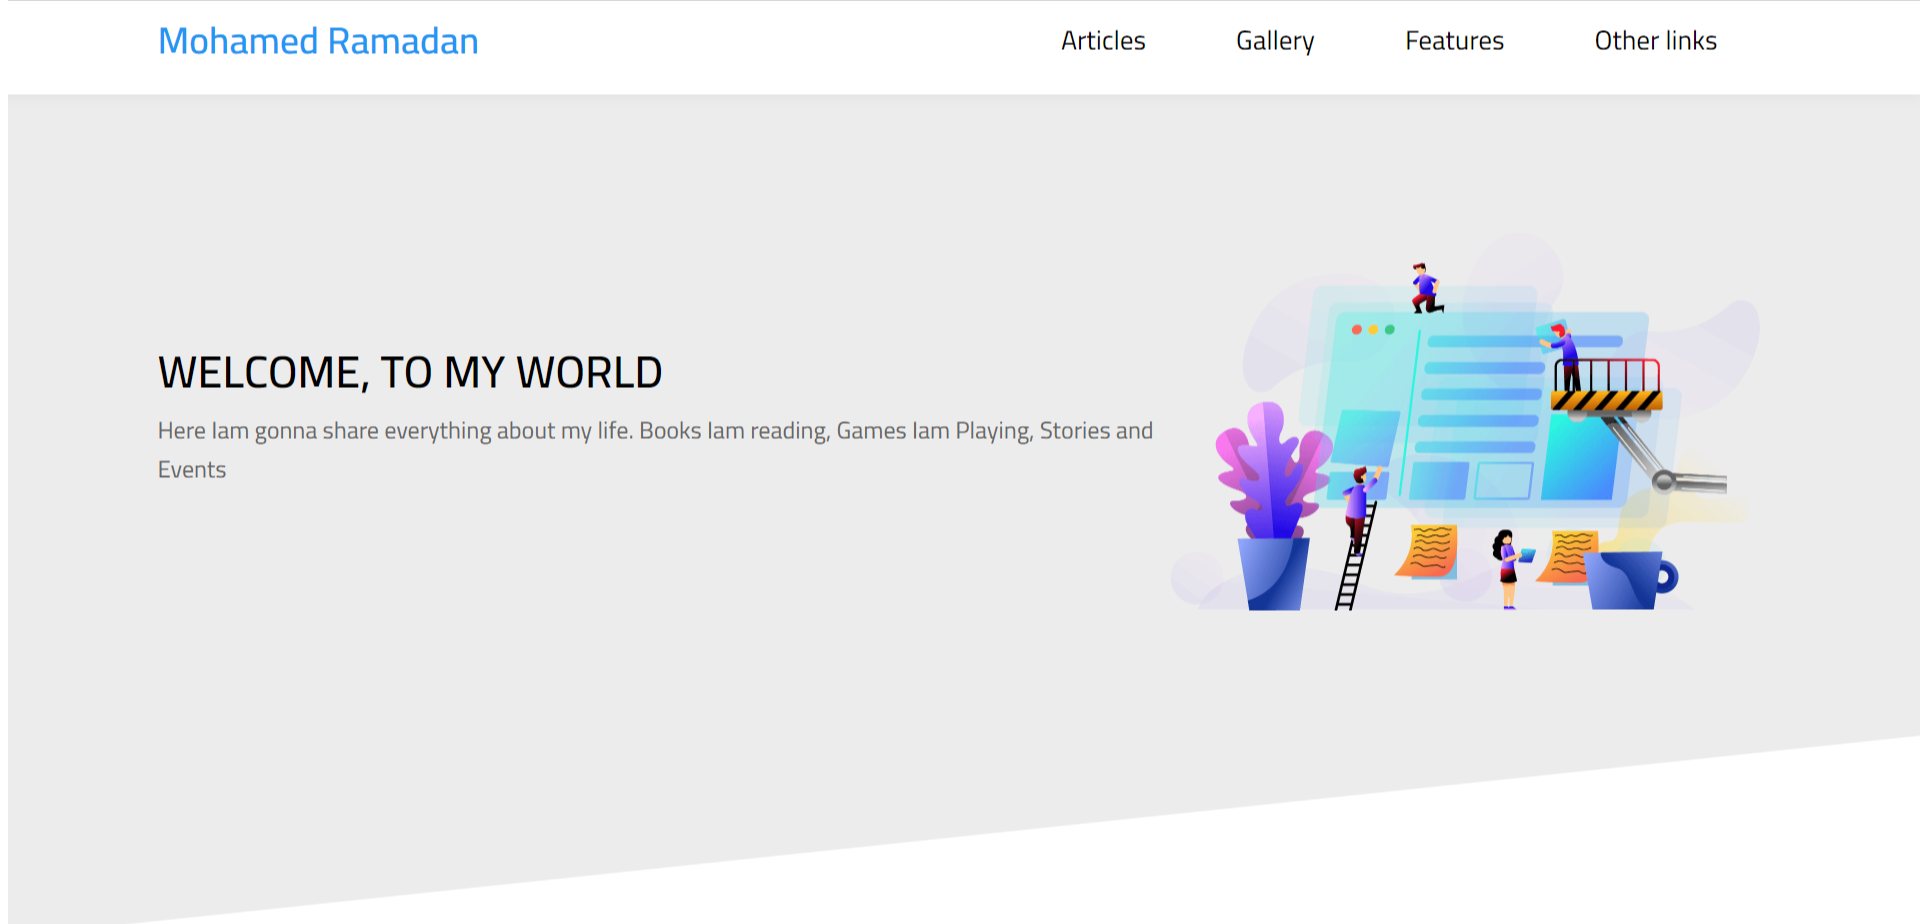 Mohamed Ramadan
Articles
Gallery
Features
Other links
WELCOME, TO MY WORLD
Here Iam gonna share everything about my life. Books Iam reading, Games Iam Playing, Stories and
Events